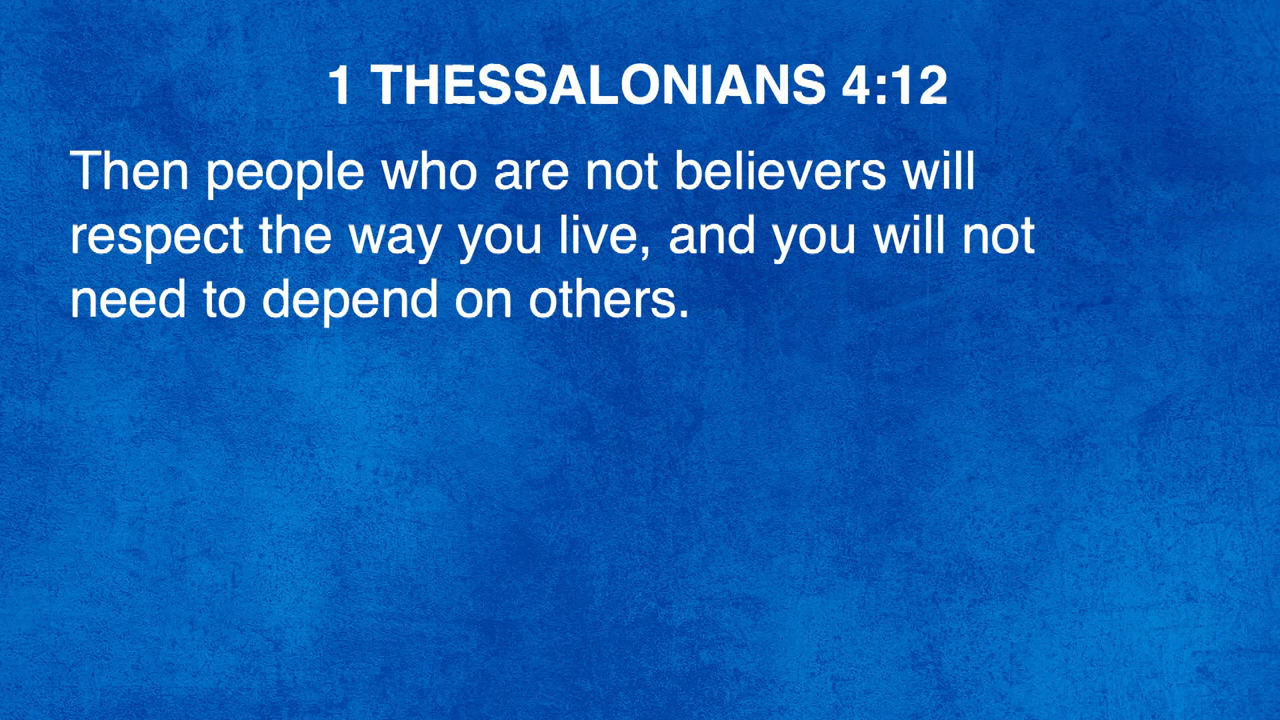 1 THESSALONIANS 4:12
Then people who are not believers will
respect the way you live, and you will not
need to depend on others.